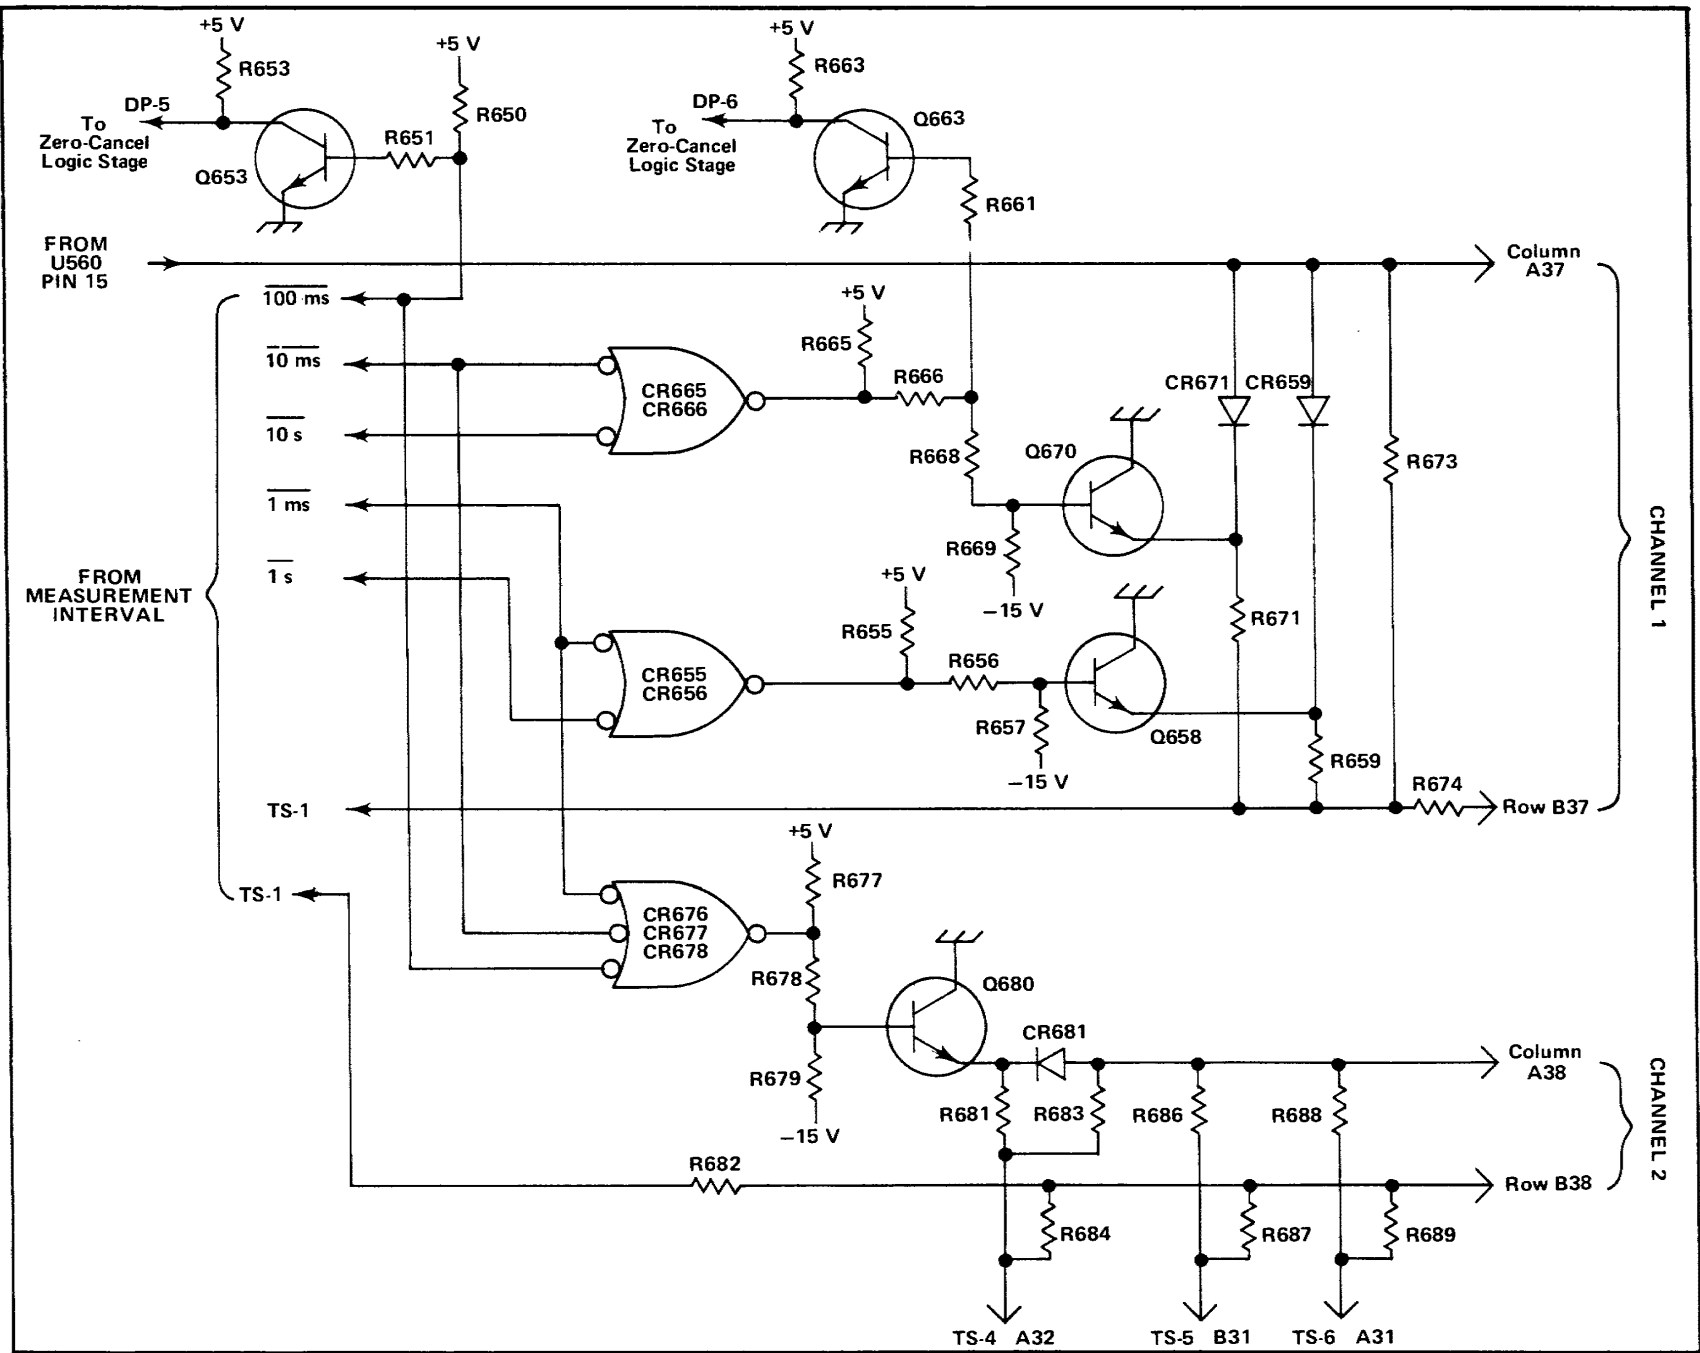 +5 V
R653
+5 V
R650
DP-5
To
Zero-Cancel
Logic Stage
R651
Q653
+5 V
R663
DP-6
To
Zero-Cancel
Logic Stage
Q663
R661
FROM
U560
PIN 15
Column
A37
100 ms
10 ms
10 s
1 ms
1 s
FROM
MEASUREMENT
INTERVAL
TS-1
TS-1
+5 V
R665
R666
CR665
CR666
R668
Q670
R669
−15 V
CR671
CR659
R673
R671
CHANNEL 1
+5 V
R655
R656
CR655
CR656
R657
−15 V
Q658
R659
R674
Row B37
+5 V
R677
CR676
CR677
CR678
R678
R679
−15 V
Q680
CR681
R681
R683
R686
R688
Column
A38
CHANNEL 2
R682
Row B38
R684
R687
R689
TS-4 A32
TS-5 B31
TS-6 A31